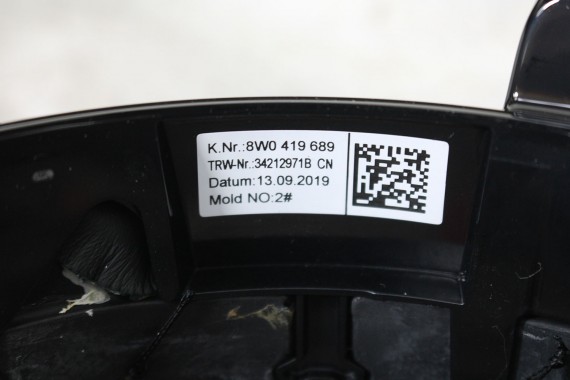 K.Nr.:8W0 419 689
TRW-Nr.:34212971B CN
Datum:13.09.2019
Mold NO:2#